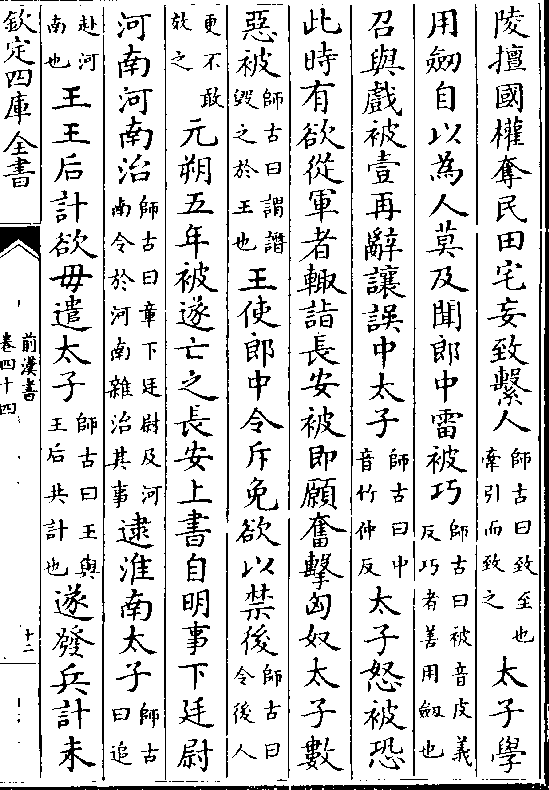 陵擅國權奪民田宅妄致繫人師古曰致至也牽引而致之太子學
用劒自以為人莫及聞郎中雷被巧師古曰被音皮義反巧者善用劒也
召與戲被壹再辭讓誤中太子師古曰中音竹仲反太子怒被恐
此時有欲從軍者輙詣長安被即願奮擊匈奴太子數
惡被師古曰謂譖毀之於王也王使郎中令斥免欲以禁後師古曰令後人
更不敢效之元朔五年被遂亡之長安上書自明事下廷尉
河南河南治師古曰章下廷尉及河南令於河南雜治其事逮淮南太子師古曰追
赴河南也王王后計欲毋遣太子師古曰王與王后共計也遂發兵計未
欽定四庫全書
前漢書
卷四十四
十二